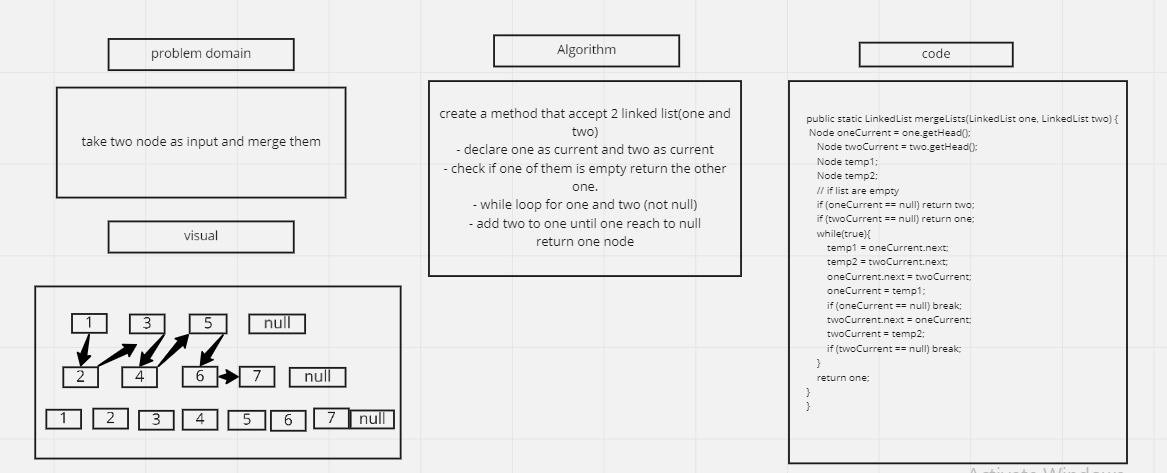 problem domain
take two node as input and merge them
visual
1 3 5 null
2 4 6 7 null
1 2 3 4 5 6 7 null
Algorithm
create a method that accept 2 linked list(one and
two)
- declare one as current and two as current
- check if one of them is empty return the other
one.
- while loop for one and two (not null)
- add two to one until one reach to null
return one node
code
public static LinkedList mergeLists(LinkedList one, LinkedList two) {
Node oneCurrent = one.getHead();
Node twoCurrent = two.getHead();
Node temp1;
Node temp2;
// if list are empty
if (oneCurrent == null) return two;
if (twoCurrent == null) return one;
while(true){
temp1 = oneCurrent.next;
temp2 = twoCurrent.next;
oneCurrent.next = twoCurrent;
oneCurrent = temp1;
if (oneCurrent == null) break;
twoCurrent.next = oneCurrent;
twoCurrent = temp2;
if (twoCurrent == null) break;
}
return one;
}
}
Activate Windows